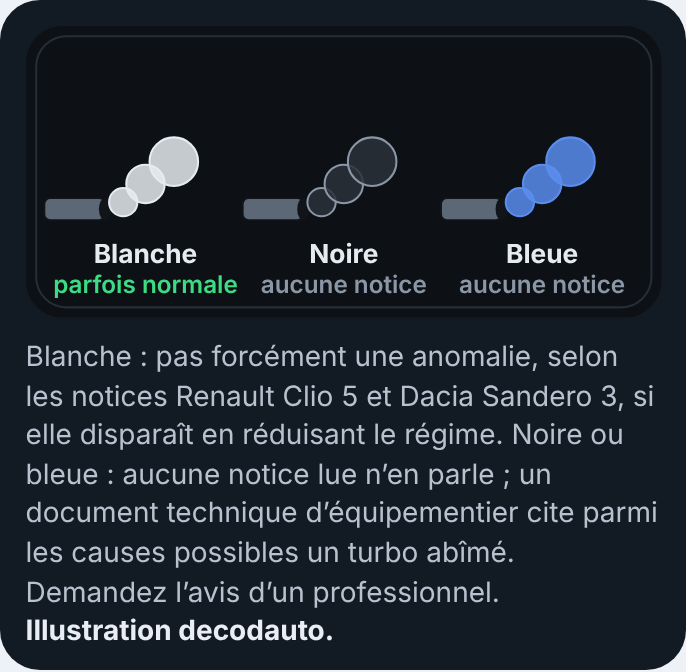 Blanche
parfois normale
Noire
aucune notice
Bleue
aucune notice
Blanche : pas forcément une anomalie, selon
les notices Renault Clio 5 et Dacia Sandero 3, si
elle disparaît en réduisant le régime. Noire ou
bleue : aucune notice lue n’en parle ; un
document technique d’équipementier cite parmi
les causes possibles un turbo abîmé.
Demandez l’avis d’un professionnel.
Illustration decodauto.